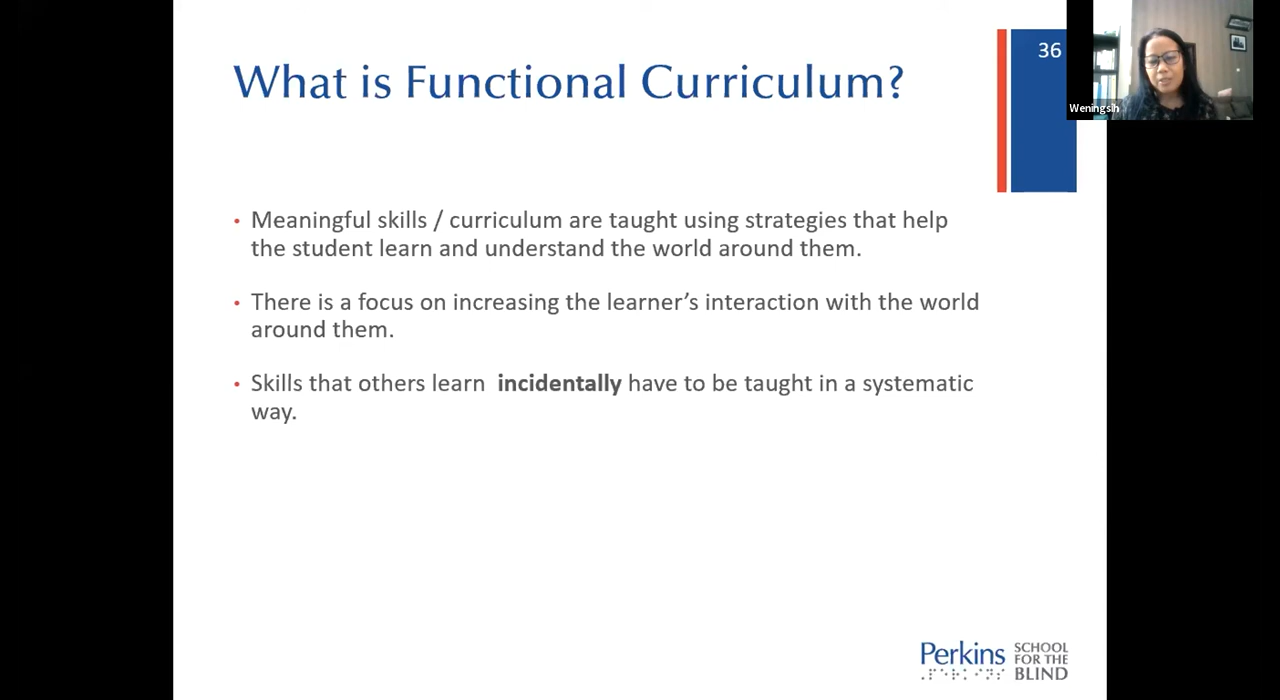 What is Functional Curriculum?
36
Weningsih
• Meaningful skills / curriculum are taught using strategies that help
the student learn and understand the world around them.
• There is a focus on increasing the learner’s interaction with the world
around them.
• Skills that others learn  incidentally have to be taught in a systematic
way.
Perkins
SCHOOL
FOR THE
BLIND
⠠⠏⠑⠗⠅⠊⠝⠎